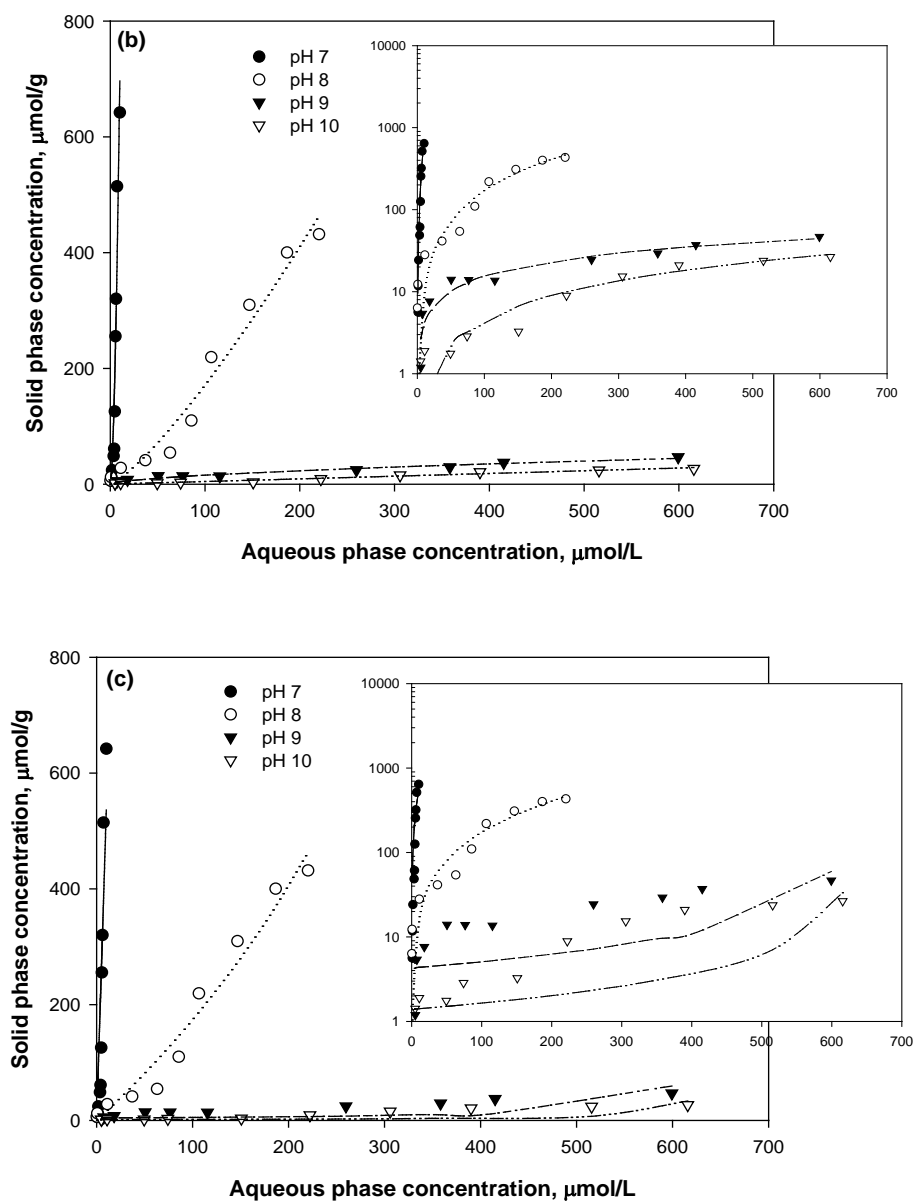 (b)
pH 7
pH 8
pH 9
pH 10
Solid phase concentration, μmol/g
800
600
400
200
0
0 100 200 300 400 500 600 700
Aqueous phase concentration, μmol/L
10000
1000
100
10
1
0 100 200 300 400 500 600 700
(c)
pH 7
pH 8
pH 9
pH 10
Solid phase concentration, μmol/g
800
600
400
200
0
0 100 200 300 400 500 600 700
Aqueous phase concentration, μmol/L
10000
1000
100
10
1
0 100 200 300 400 500 600 700